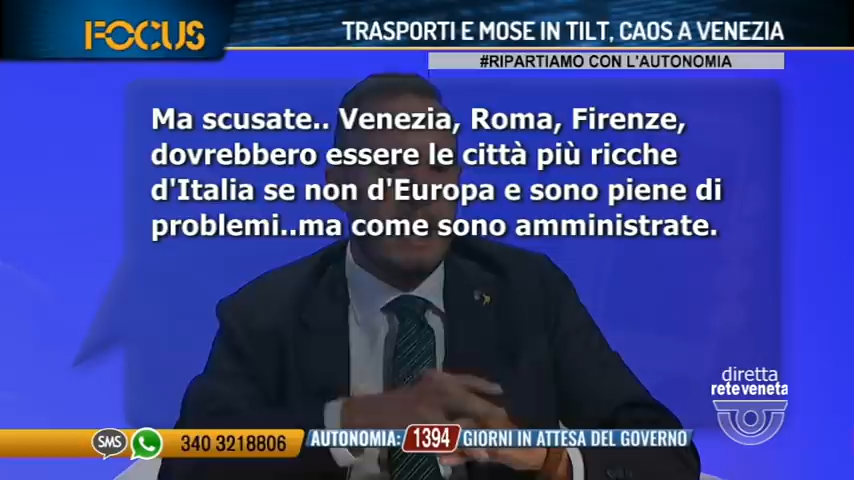 FOCUS
TRASPORTI E MOSE IN TILT, CAOS A VENEZIA
#RIPARTIAMO CON L'AUTONOMIA
Ma scusate.. Venezia, Roma, Firenze,
dovrebbero essere le città più ricche
d'Italia se non d'Europa e sono piene di
problemi..ma come sono amministrate.
diretta
reteveneta
SMS 340 3218806 AUTONOMIA: 1394 GIORNI IN ATTESA DEL GOVERNO